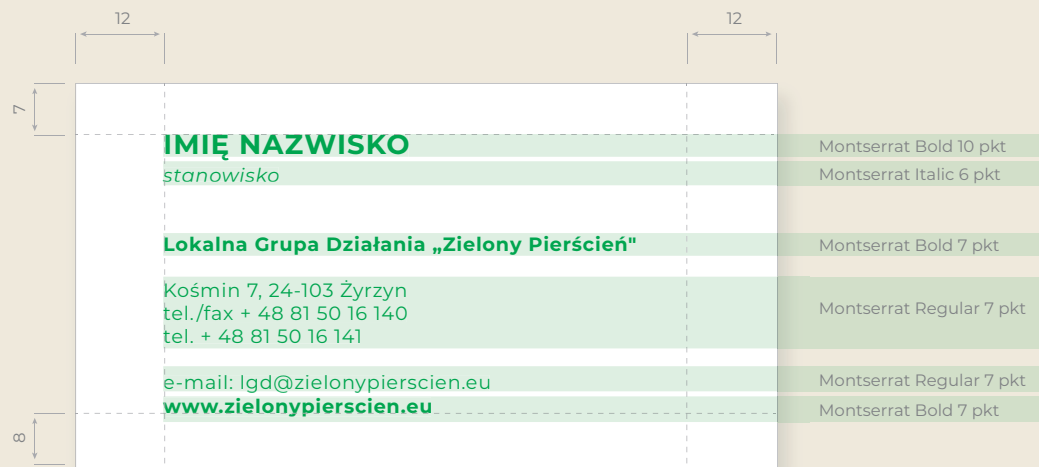 12
12
7
IMIĘ NAZWISKO
Montserrat Bold 10 pkt
stanowisko
Montserrat Italic 6 pkt
Lokalna Grupa Działania „Zielony Pierścień"
Montserrat Bold 7 pkt
Kośmin 7, 24-103 Żyrzyn
tel./fax + 48 81 50 16 140
tel. + 48 81 50 16 141
Montserrat Regular 7 pkt
e-mail: lgd@zielonypierscien.eu
Montserrat Regular 7 pkt
www.zielonypierscien.eu
Montserrat Bold 7 pkt
8